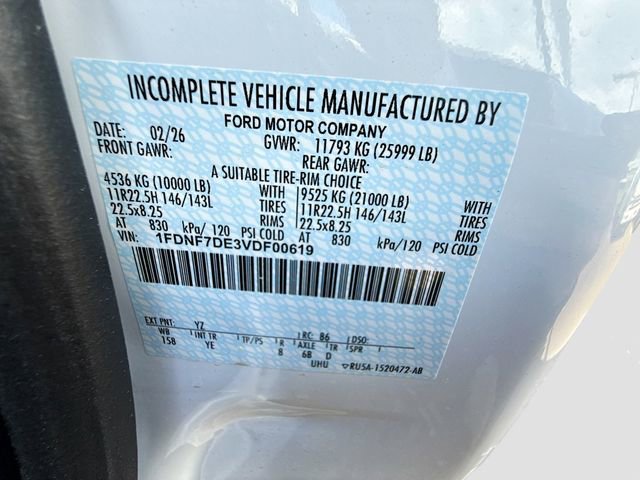 INCOMPLETE VEHICLE MANUFACTURED BY
FORD MOTOR COMPANY
DATE: 02/26 GVWR: 11793 KG (25999 LB)
FRONT GAWR: REAR GAWR:
A SUITABLE TIRE-RIM CHOICE
4536 KG (10000 LB) WITH 9525 KG (21000 LB) WITH
11R22.5H 146/143L TIRES 11R22.5H 146/143L TIRES
22.5x8.25 RIMS 22.5x8.25 RIMS
AT 830 kPa/120 PSI COLD AT 830 kPa/120 PSI COLD
VIN: 1FDNF7DE3VDF00619
EXT PNT: YZ RC: 86 DSO:
WB INT TR TP/PS R AXLE TR SPR
158 YE 8 6B D
UHU ▽RU5A-1520472-AB